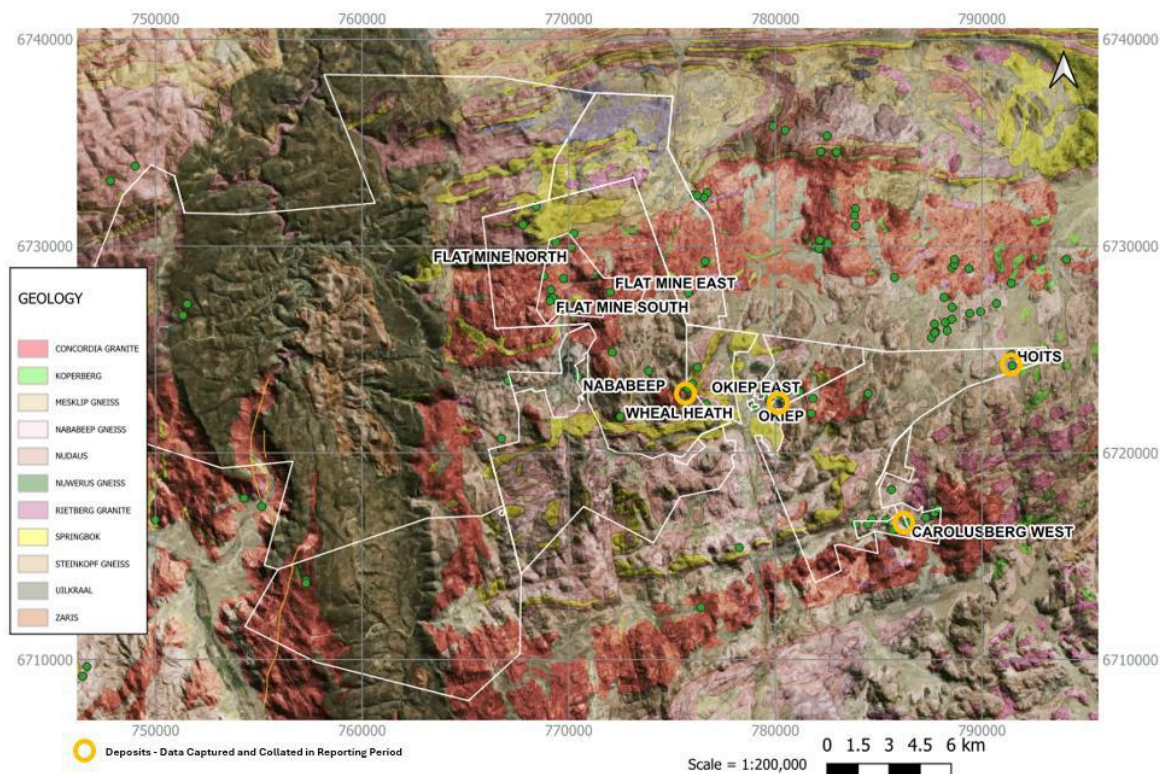 750000 760000 770000 780000 790000
6740000 6740000
6730000 6730000
FLAT MINE NORTH
FLAT MINE EAST
FLAT MINE SOUTH
GEOLOGY
CONCORDIA GRANITE
KOPERBERG
MESKLIP GNEISS
NABABEEP GNEISS
NUDAUS
NUWERUS GNEISS
RIETBERG GRANITE
SPRINGBOK
STEINKOPF GNEISS
UILKRAAL
ZARIS
HOITS
NABABEEP
OKIEP EAST
WHEAL HEATH
OKIEP
6720000
CAROLUSBERG WEST
6710000 6710000
750000 760000 770000 780000 790000
Deposits - Data Captured and Collated in Reporting Period
0 1.5 3 4.5 6 km
Scale = 1:200,000